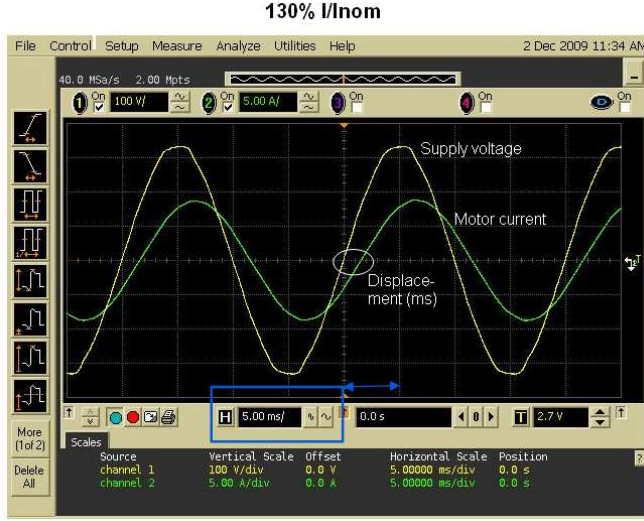 130% I/Inom
File Control Setup Measure Analyze Utilities Help 2 Dec 2009 11:34 AM
40.0 MSa/s 2.00 Mpts
1 On 100 V/ 2 On 5.00 A/ 3 On 4 On D On
Supply voltage
Motor current
T
Displace-
ment (ms)
H 5.00 ms/ 0.0 s 0 T 2.7 V
More
(1 of 2)
Delete
All
Scales
Source Vertical Scale Offset Horizontal Scale Position
channel 1 100 V/div 0.0 V 5.00000 ms/div 0.0 s
channel 2 5.00 A/div 0.0 A 5.00000 ms/div 0.0 s
?